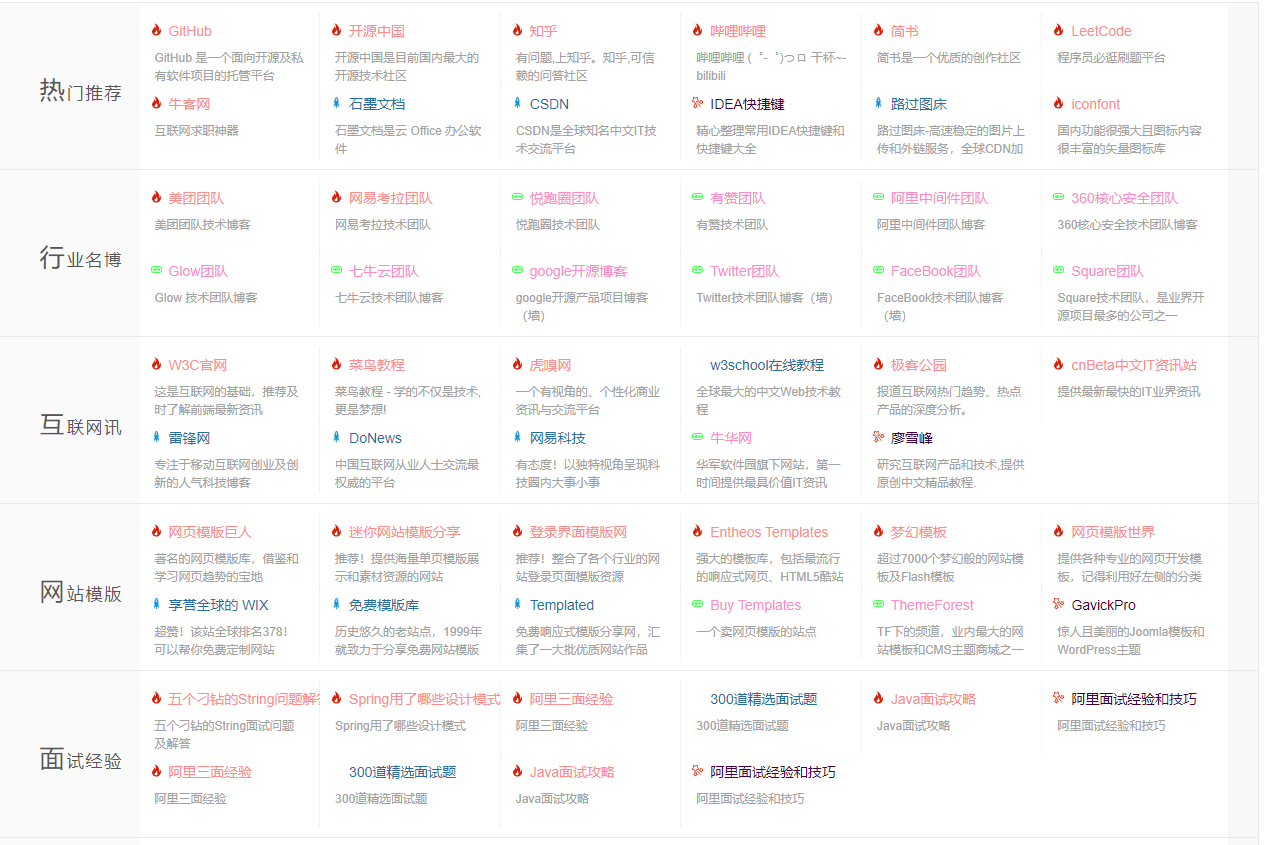 热门推荐
GitHub
GitHub 是一个面向开源及私
有软件项目的托管平台
开源中国
开源中国是目前国内最大的
开源技术社区
知乎
有问题,上知乎。知乎,可信
赖的问答社区
哔哩哔哩
哔哩哔哩 ( ゜- ゜)つロ 干杯~-
bilibili
简书
简书是一个优质的创作社区
LeetCode
程序员必逛刷题平台
牛客网
互联网求职神器
石墨文档
石墨文档是云 Office 办公软
件
CSDN
CSDN是全球知名中文IT技
术交流平台
IDEA快捷键
精心整理常用IDEA快捷键和
快捷键大全
路过图床
路过图床-高速稳定的图片上
传和外链服务，全球CDN加
iconfont
国内功能很强大且图标内容
很丰富的矢量图标库
行业名博
美团团队
美团团队技术博客
网易考拉团队
网易考拉技术团队
悦跑圈团队
悦跑圈技术团队
有赞团队
有赞技术团队
阿里中间件团队
阿里中间件团队博客
360核心安全团队
360核心安全技术团队博客
Glow团队
Glow 技术团队博客
七牛云团队
七牛云技术团队博客
google开源博客
google开源产品项目博客
（墙）
Twitter团队
Twitter技术团队博客（墙）
FaceBook团队
FaceBook技术团队博客
（墙）
Square团队
Square技术团队，是业界开
源项目最多的公司之一
互联网讯
W3C官网
这是互联网的基础，推荐及
时了解前端最新资讯
菜鸟教程
菜鸟教程 - 学的不仅是技术,
更是梦想!
虎嗅网
一个有视角的、个性化商业
资讯与交流平台
w3school在线教程
全球最大的中文Web技术教
程
极客公园
报道互联网热门趋势、热点
产品的深度分析。
cnBeta中文IT资讯站
提供最新最快的IT业界资讯
雷锋网
专注于移动互联网创业及创
新的人气科技博客
DoNews
中国互联网从业人士交流最
权威的平台
网易科技
有态度！以独特视角呈现科
技圈内大事小事
牛华网
华军软件园旗下网站，第一
时间提供最具价值IT资讯
廖雪峰
研究互联网产品和技术,提供
原创中文精品教程.
网站模版
网页模版巨人
著名的网页模版库，借鉴和
学习网页趋势的宝地
迷你网站模版分享
推荐！提供海量单页模版展
示和素材资源的网站
登录界面模版网
推荐！整合了各个行业的网
站登录页面模版资源
Entheos Templates
强大的模板库，包括最流行
的响应式网页、HTML5酷站
梦幻模板
超过7000个梦幻般的网站模
板及Flash模板
网页模版世界
提供各种专业的网页开发模
板，记得利用好左侧的分类
享誉全球的 WIX
超赞！该站全球排名378！
可以帮你免费定制网站
免费模版库
历史悠久的老站点，1999年
就致力于分享免费网站模版
Templated
免费响应式模版分享网，汇
集了一大批优质网站作品
Buy Templates
一个卖网页模版的站点
ThemeForest
TF下的频道，业内最大的网
站模板和CMS主题商城之一
GavickPro
惊人且美丽的Joomla模板和
WordPress主题
面试经验
五个刁钻的String问题解答
五个刁钻的String面试问题
及解答
Spring用了哪些设计模式
Spring用了哪些设计模式
阿里三面经验
阿里三面经验
300道精选面试题
300道精选面试题
Java面试攻略
Java面试攻略
阿里面试经验和技巧
阿里面试经验和技巧
阿里三面经验
阿里三面经验
300道精选面试题
300道精选面试题
Java面试攻略
Java面试攻略
阿里面试经验和技巧
阿里面试经验和技巧